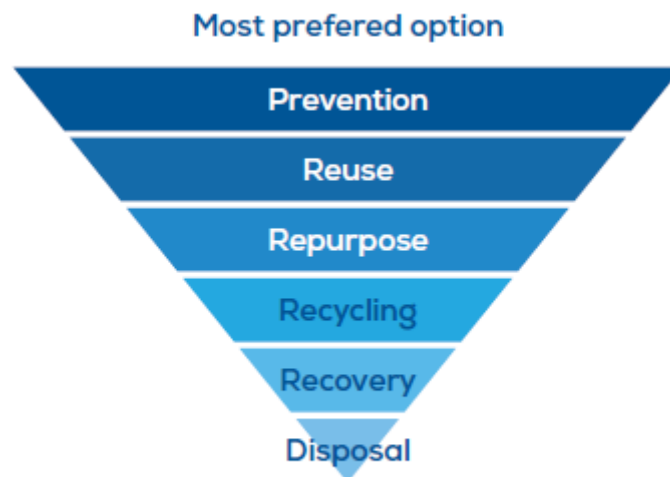 Most prefered option
Prevention
Reuse
Repurpose
Recycling
Recovery
Disposal